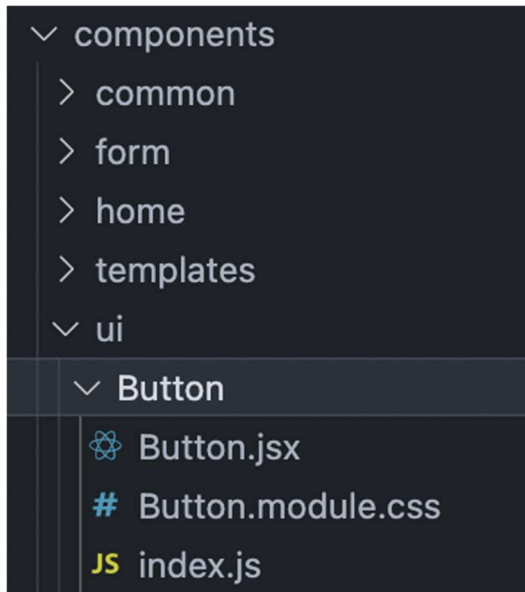 components
common
form
home
templates
ui
Button
Button.jsx
# Button.module.css
JS index.js